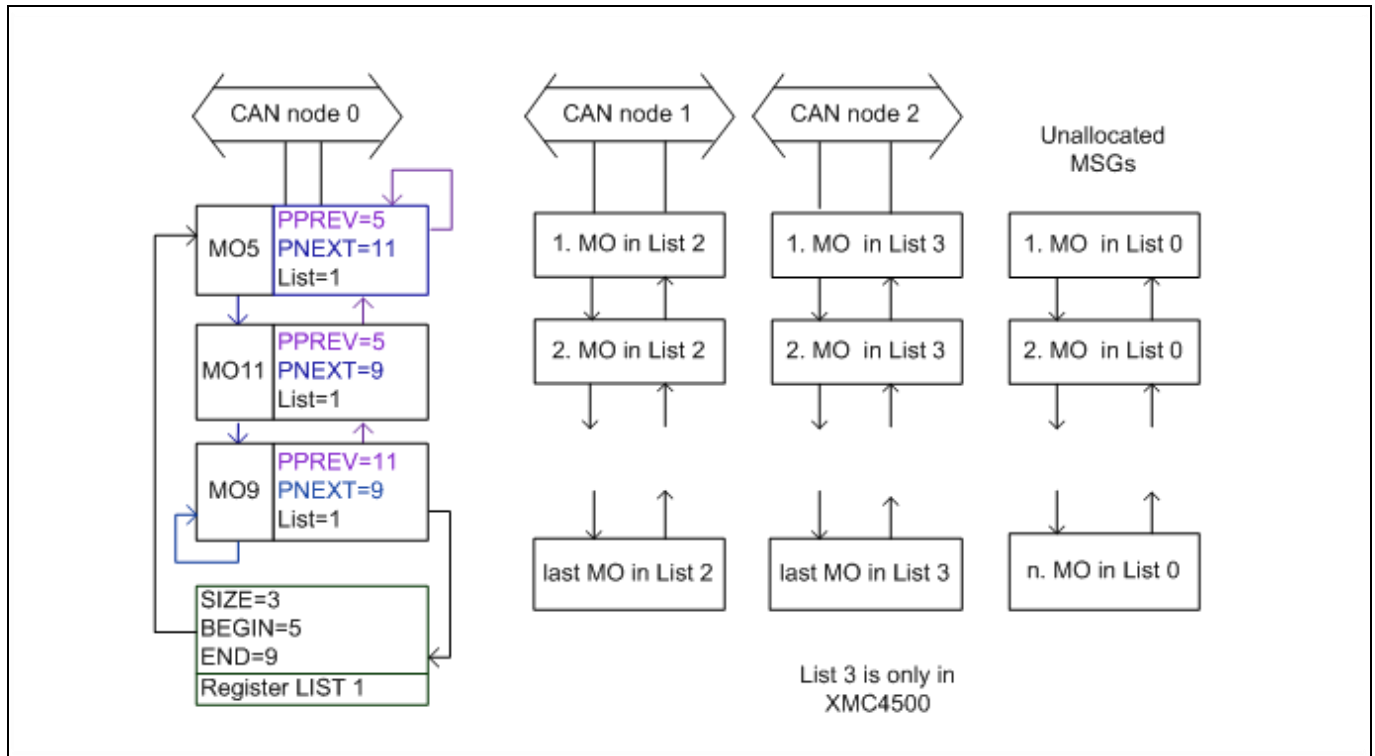 CAN node 0
MO5
PPREV=5
PNEXT=11
List=1
MO11
PPREV=5
PNEXT=9
List=1
MO9
PPREV=11
PNEXT=9
List=1
SIZE=3
BEGIN=5
END=9
Register LIST 1
CAN node 1
1. MO in List 2
2. MO in List 2
last MO in List 2
CAN node 2
1. MO in List 3
2. MO in List 3
last MO in List 3
List 3 is only in
XMC4500
Unallocated
MSGs
1. MO in List 0
2. MO in List 0
n. MO in List 0